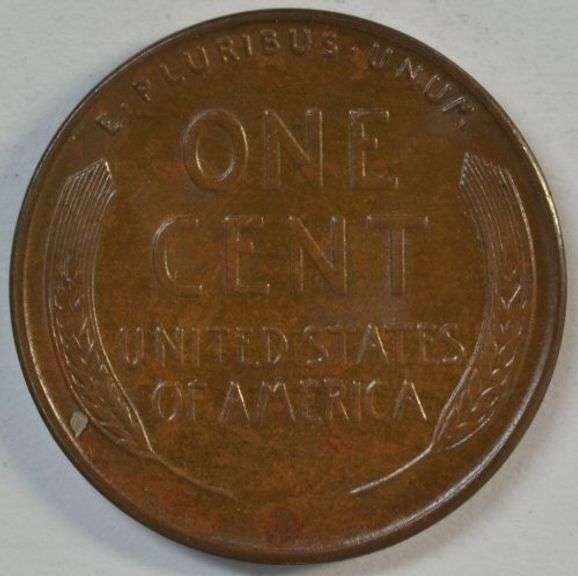 E·PLURIBUS·UNUM
ONE
CENT
UNITED STATES
OF AMERICA